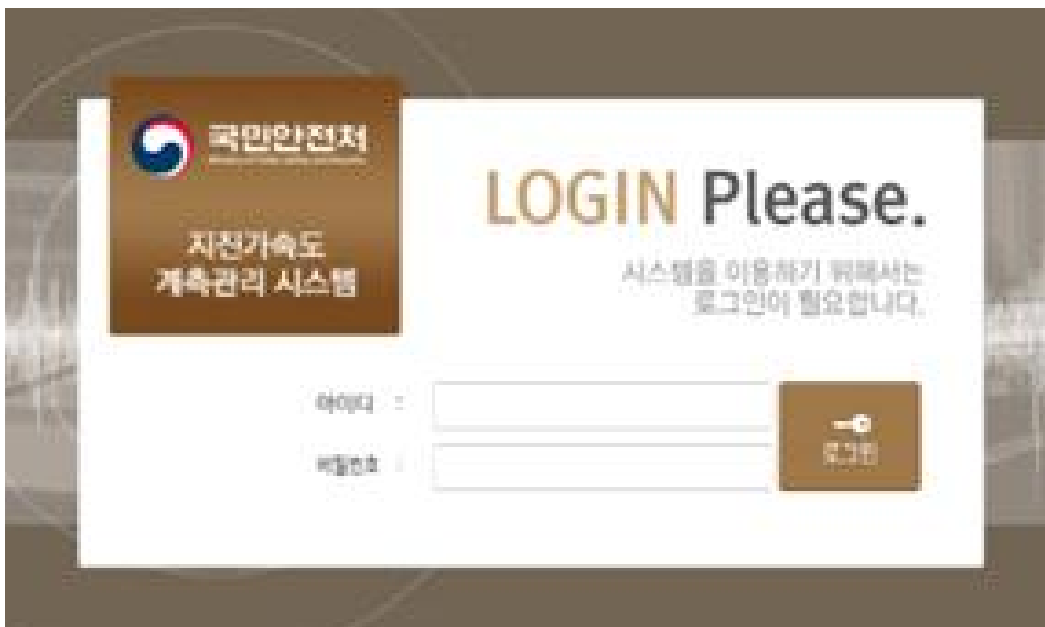 국민안전처
지진가속도
계측관리 시스템
LOGIN Please.
시스템을 이용하기 위해서는
로그인이 필요합니다.
아이디 :
비밀번호 :
로그인